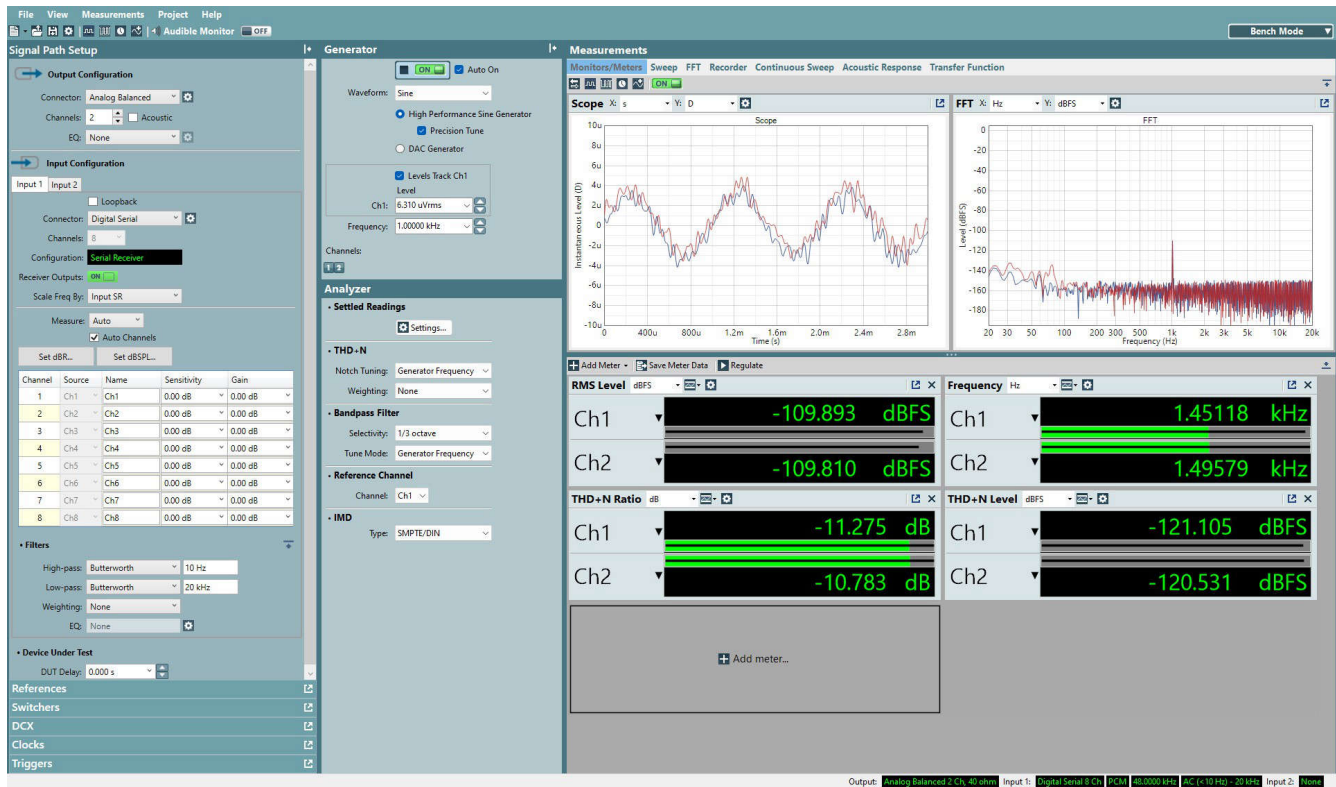 File View Measurements Project Help
Audible Monitor OFF
Bench Mode
Signal Path Setup
Output Configuration
Connector: Analog Balanced
Channels: 2 Acoustic
EQ: None
Input Configuration
Input 1 Input 2
Loopback
Connector: Digital Serial
Channels: 8
Configuration: Serial Receiver
Receiver Outputs: ON
Scale Freq By: Input SR
Measure: Auto
Auto Channels
Set dBR... Set dBSPL...
Channel Source Name Sensitivity Gain
1 Ch1 Ch1 0.00 dB 0.00 dB
2 Ch2 Ch2 0.00 dB 0.00 dB
3 Ch3 Ch3 0.00 dB 0.00 dB
4 Ch4 Ch4 0.00 dB 0.00 dB
5 Ch5 Ch5 0.00 dB 0.00 dB
6 Ch6 Ch6 0.00 dB 0.00 dB
7 Ch7 Ch7 0.00 dB 0.00 dB
8 Ch8 Ch8 0.00 dB 0.00 dB
• Filters
High-pass: Butterworth 10 Hz
Low-pass: Butterworth 20 kHz
Weighting: None
EQ: None
• Device Under Test
DUT Delay: 0.000 s
References
Switchers
DCX
Clocks
Triggers
Generator
ON Auto On
Waveform: Sine
High Performance Sine Generator
Precision Tune
DAC Generator
Levels Track Ch1
Level
Ch1: 6.310 uVrms
Frequency: 1.00000 kHz
Channels:
1 2
Analyzer
• Settled Readings
Settings...
• THD+N
Notch Tuning: Generator Frequency
Weighting: None
• Bandpass Filter
Selectivity: 1/3 octave
Tune Mode: Generator Frequency
• Reference Channel
Channel: Ch1
• IMD
Type: SMPTE/DIN
Measurements
Monitors/Meters Sweep FFT Recorder Continuous Sweep Acoustic Response Transfer Function
ON
Scope X: s Y: D
Scope
Instantaneous Level (D)
10u
8u
6u
4u
2u
0
-2u
-4u
-6u
-8u
-10u
0 400u 800u 1.2m 1.6m 2.0m 2.4m 2.8m
Time (s)
FFT X: Hz Y: dBFS
FFT
Level (dBFS)
0
-20
-40
-60
-80
-100
-120
-140
-160
-180
20 30 50 100 200 300 500 1k 2k 3k 5k 10k 20k
Frequency (Hz)
Add Meter Save Meter Data Regulate
RMS Level dBFS
Ch1 -109.893 dBFS
Ch2 -109.810 dBFS
Frequency Hz
Ch1 1.45118 kHz
Ch2 1.49579 kHz
THD+N Ratio dB
Ch1 -11.275 dB
Ch2 -10.783 dB
THD+N Level dBFS
Ch1 -121.105 dBFS
Ch2 -120.531 dBFS
Add meter...
Output: Analog Balanced 2 Ch, 40 ohm Input 1: Digital Serial 8 Ch PCM 48.0000 kHz AC (<10 Hz) - 20 kHz Input 2: None